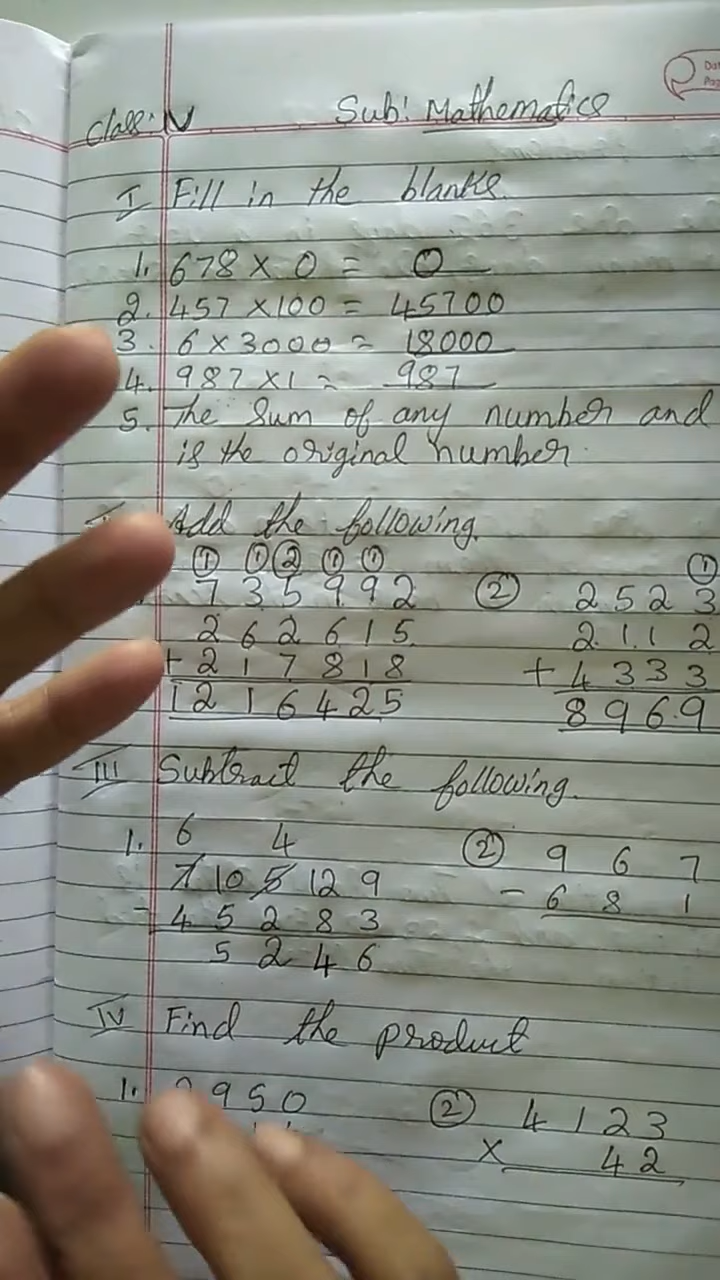 Class: IV Sub: Mathematics
I Fill in the blanks.
1. 678 × 0 = 0
2. 457 × 100 = 45700
3. 6 × 3000 = 18000
4. 987 × 1 = 987
5. The Sum of any number and
is the original number.
Add the following.
1 1 2 1 1
7 3 5 9 9 2
2 6 2 6 1 5
+ 2 1 7 8 1 8
1 2 1 6 4 2 5
② 1
2 5 2 3
2 1 1 2
+ 4 3 3 3
8 9 6 9
III Subtract the following.
1. 6 4
7 10 5 12 9
- 4 5 2 8 3
5 2 4 6
② 9 6 7
- 6 8 1
IV Find the product
1. 9 5 0
② 4 1 2 3
× 4 2